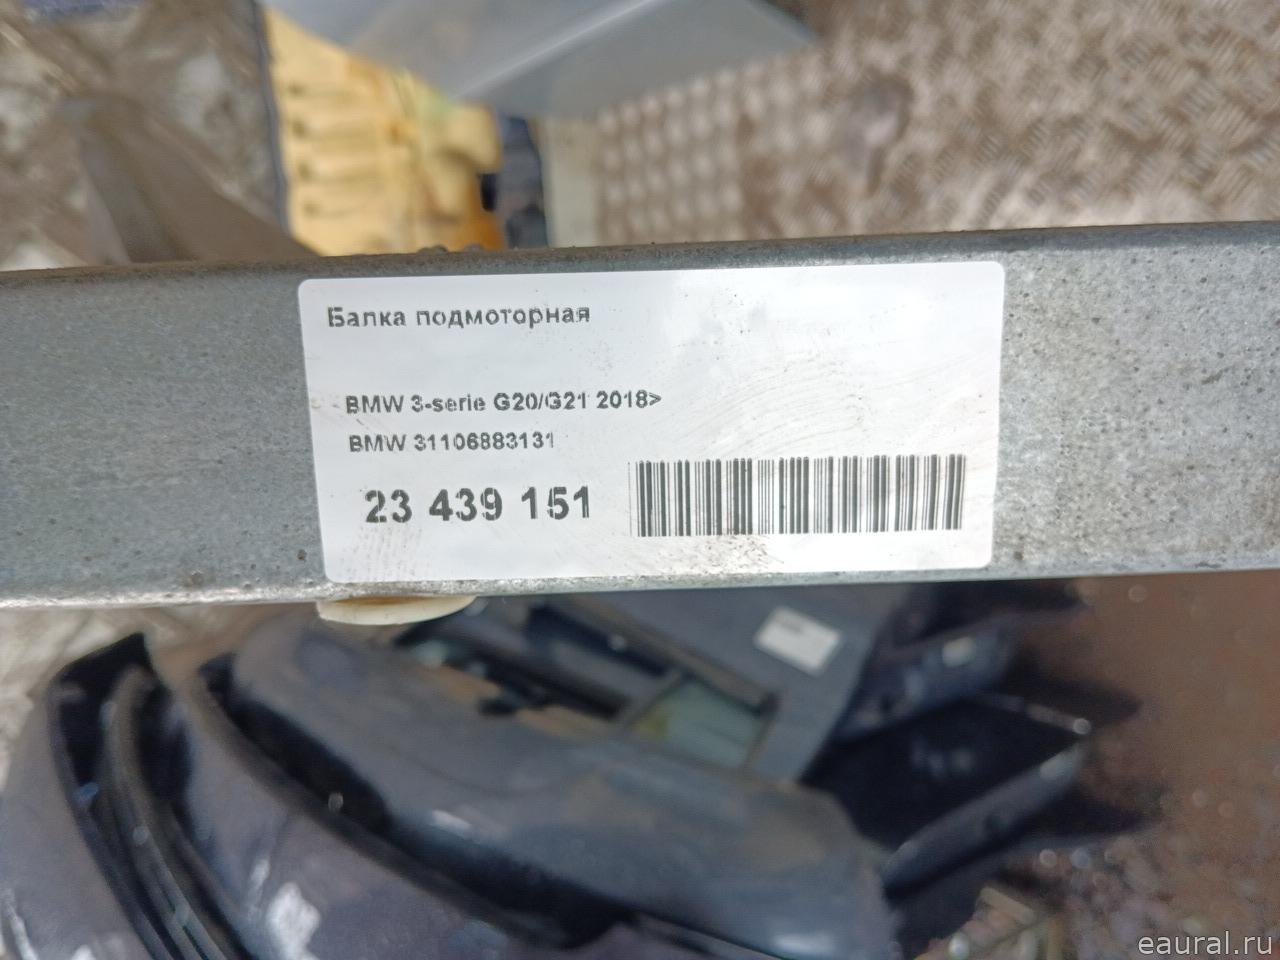 Балка подмоторная
BMW 3-serie G20/G21 2018>
BMW 31106883131
23 439 151
eaural.ru